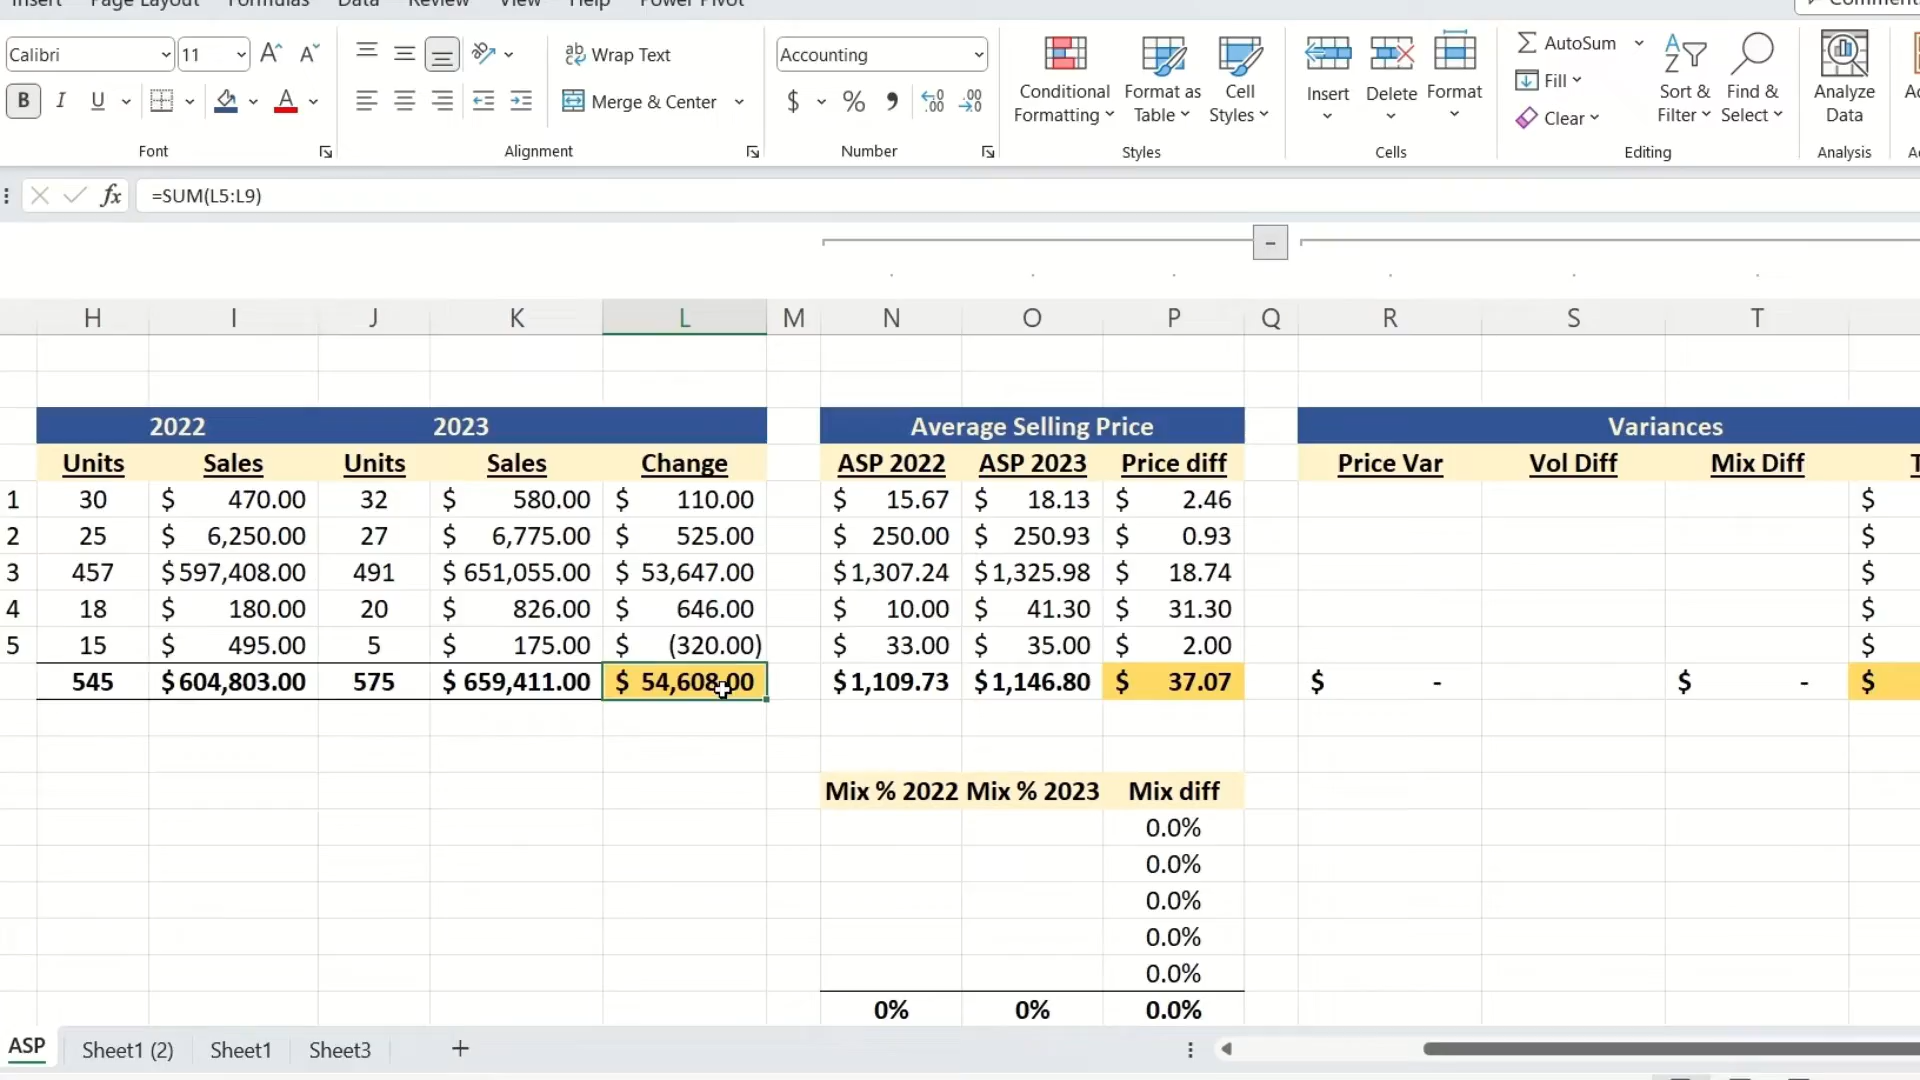 Insert Page Layout Formulas Data Review View Help Power Pivot
Calibri 11 A A Wrap Text Accounting AutoSum
B I U A Merge & Center $ % , .00 .00 Conditional Formatting Format as Table Cell Styles Insert Delete Format Fill Clear Sort & Filter Find & Select Analyze Data
Font Alignment Number Styles Cells Editing Analysis
fx =SUM(L5:L9)
H I J K L M N O P Q R S T
2022 2023 Average Selling Price Variances
Units Sales Units Sales Change ASP 2022 ASP 2023 Price diff Price Var Vol Diff Mix Diff
1 30 $ 470.00 32 $ 580.00 $ 110.00 $ 15.67 $ 18.13 $ 2.46 $
2 25 $ 6,250.00 27 $ 6,775.00 $ 525.00 $ 250.00 $ 250.93 $ 0.93 $
3 457 $ 597,408.00 491 $ 651,055.00 $ 53,647.00 $ 1,307.24 $ 1,325.98 $ 18.74 $
4 18 $ 180.00 20 $ 826.00 $ 646.00 $ 10.00 $ 41.30 $ 31.30 $
5 15 $ 495.00 5 $ 175.00 $ (320.00) $ 33.00 $ 35.00 $ 2.00 $
545 $ 604,803.00 575 $ 659,411.00 $ 54,608.00 $ 1,109.73 $ 1,146.80 $ 37.07 $ - $ - $
Mix % 2022 Mix % 2023 Mix diff
0.0%
0.0%
0.0%
0.0%
0.0%
0% 0% 0.0%
ASP Sheet1 (2) Sheet1 Sheet3